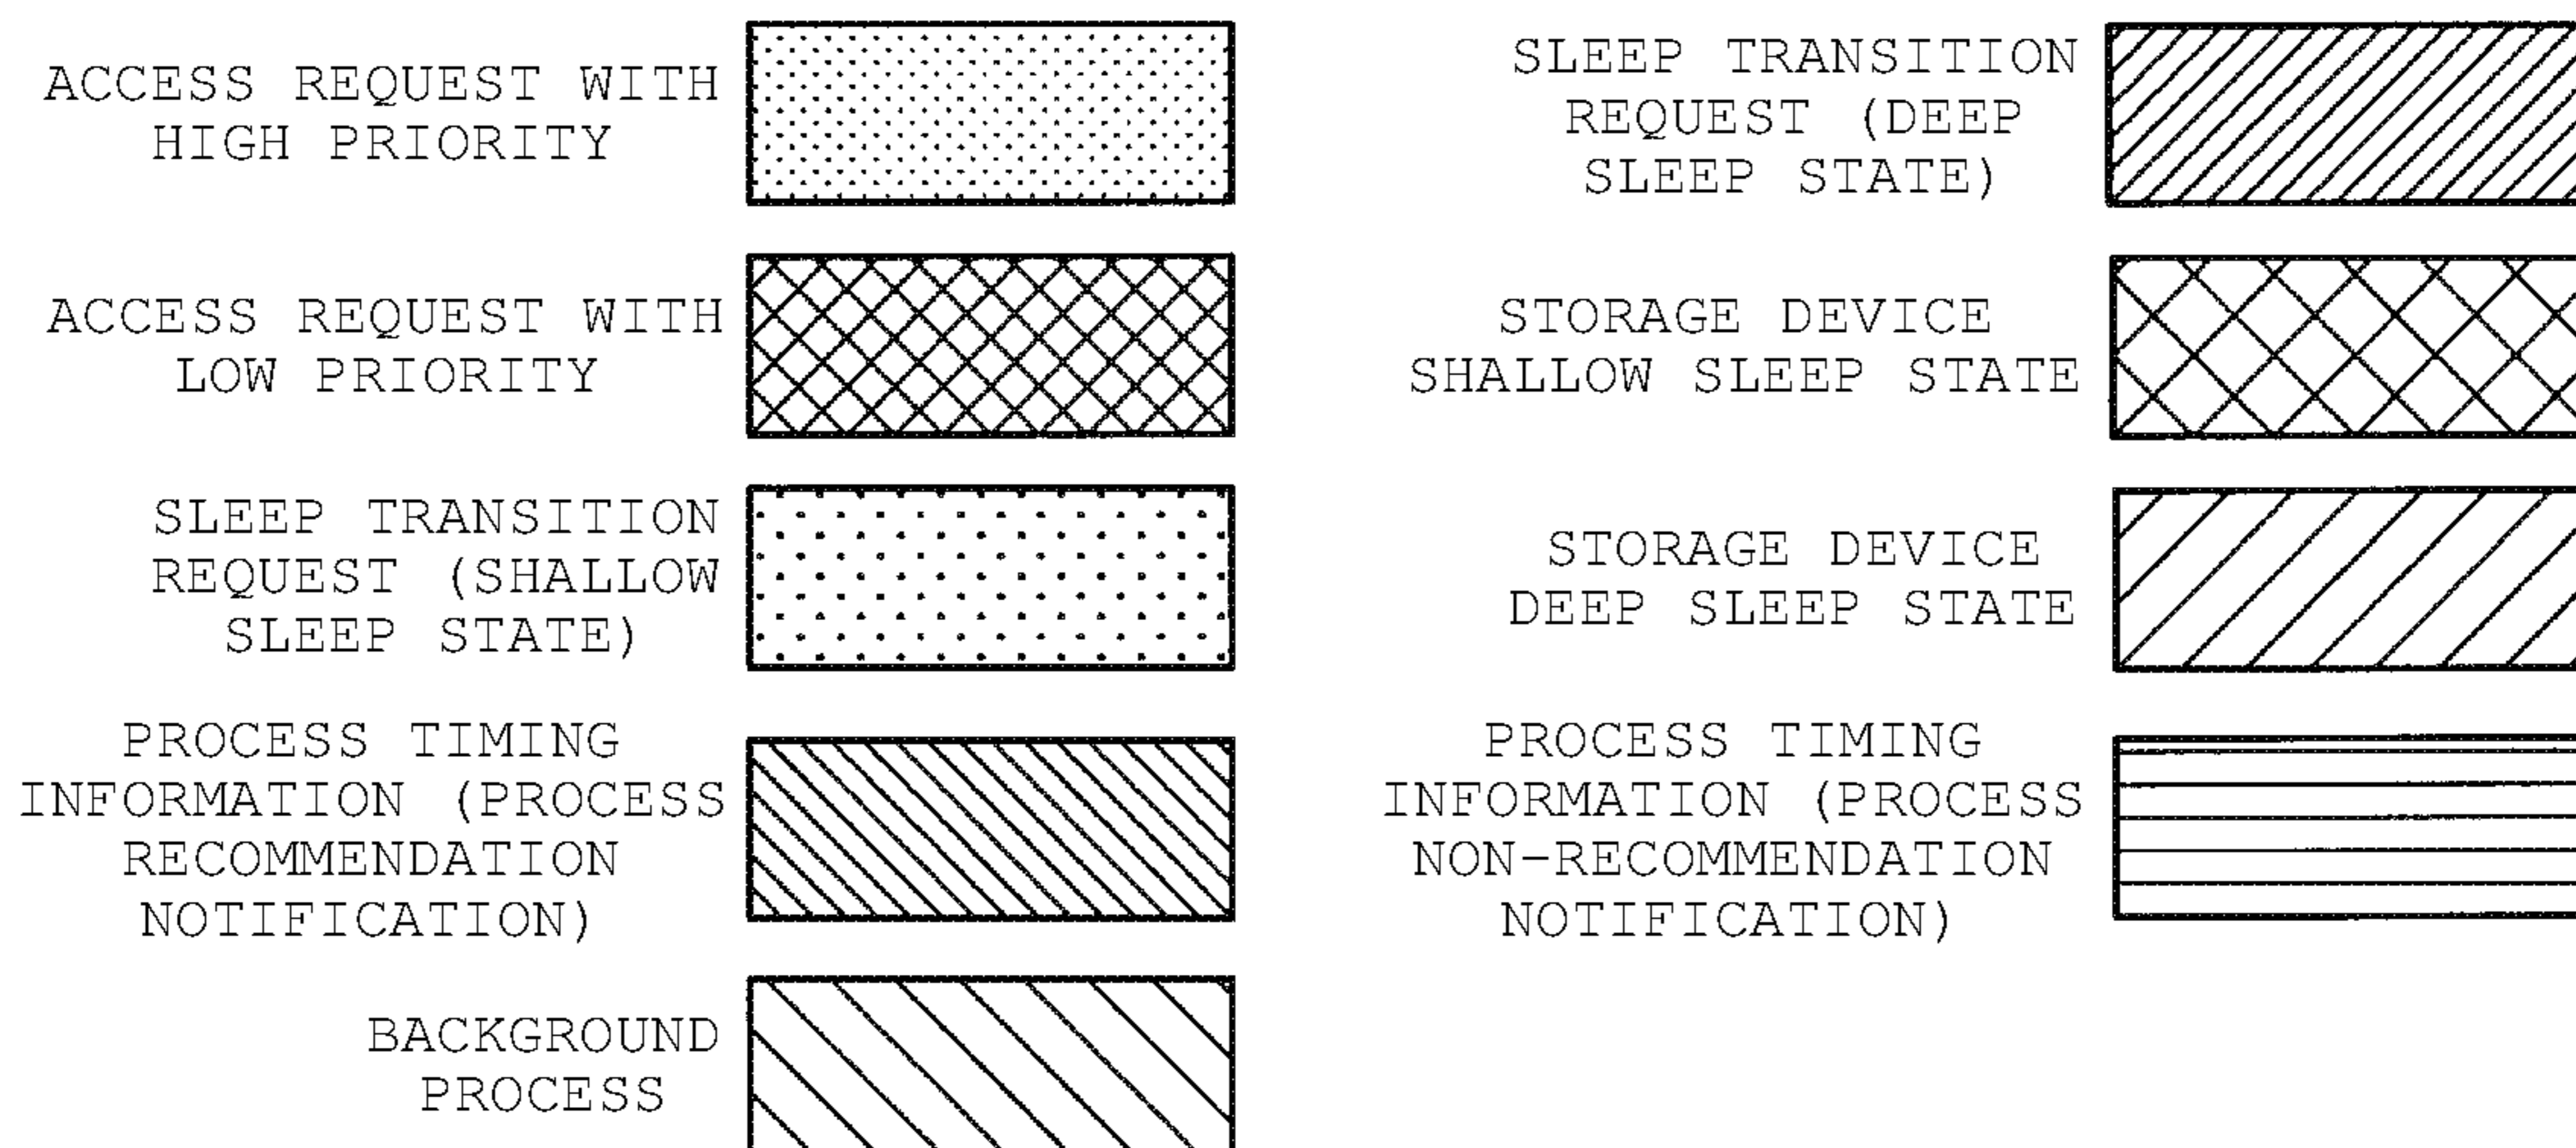 ACCESS REQUEST WITH
HIGH PRIORITY
ACCESS REQUEST WITH
LOW PRIORITY
SLEEP TRANSITION
REQUEST (SHALLOW
SLEEP STATE)
PROCESS TIMING
INFORMATION (PROCESS
RECOMMENDATION
NOTIFICATION)
BACKGROUND
PROCESS
SLEEP TRANSITION
REQUEST (DEEP
SLEEP STATE)
STORAGE DEVICE
SHALLOW SLEEP STATE
STORAGE DEVICE
DEEP SLEEP STATE
PROCESS TIMING
INFORMATION (PROCESS
NON-RECOMMENDATION
NOTIFICATION)